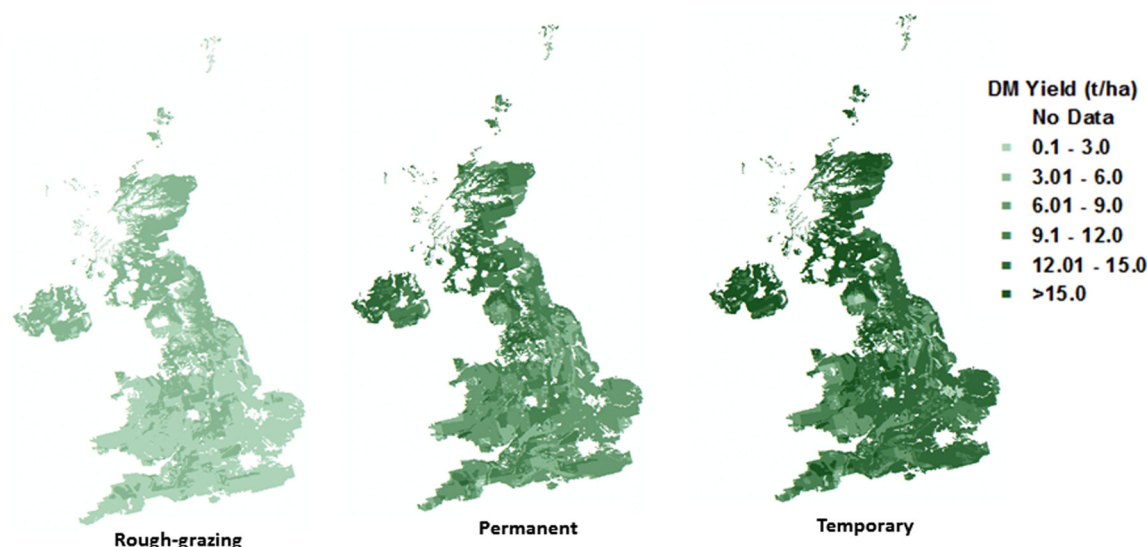 DM Yield (t/ha)
No Data
0.1 - 3.0
3.01 - 6.0
6.01 - 9.0
9.1 - 12.0
12.01 - 15.0
>15.0
Rough-grazing
Permanent
Temporary